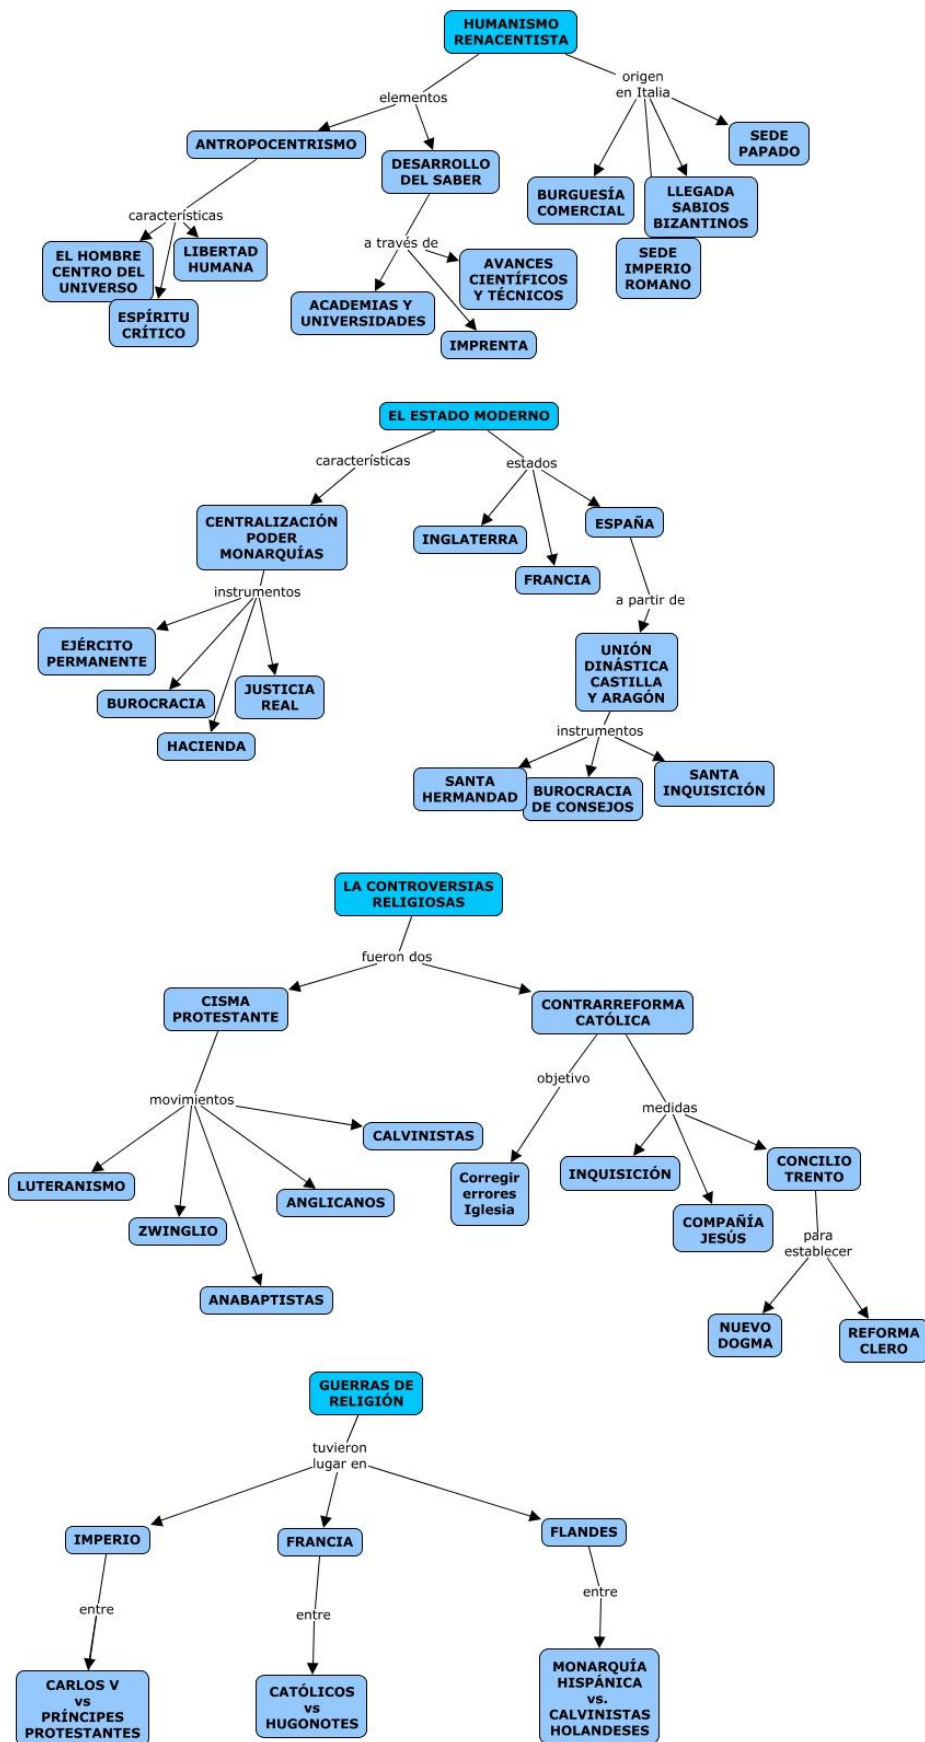 HUMANISMO
RENACENTISTA
elementos
origen
en Italia
ANTROPOCENTRISMO
DESARROLLO
DEL SABER
BURGUESÍA
COMERCIAL
LLEGADA
SABIOS
BIZANTINOS
SEDE
PAPADO
SEDE
IMPERIO
ROMANO
características
EL HOMBRE
CENTRO DEL
UNIVERSO
LIBERTAD
HUMANA
ESPÍRITU
CRÍTICO
a través de
ACADEMIAS Y
UNIVERSIDADES
AVANCES
CIENTÍFICOS
Y TÉCNICOS
IMPRENTA
EL ESTADO MODERNO
características
estados
CENTRALIZACIÓN
PODER
MONARQUÍAS
INGLATERRA
FRANCIA
ESPAÑA
instrumentos
EJÉRCITO
PERMANENTE
BUROCRACIA
HACIENDA
JUSTICIA
REAL
a partir de
UNIÓN
DINÁSTICA
CASTILLA
Y ARAGÓN
instrumentos
SANTA
HERMANDAD
BUROCRACIA
DE CONSEJOS
SANTA
INQUISICIÓN
LA CONTROVERSIAS
RELIGIOSAS
fueron dos
CISMA
PROTESTANTE
CONTRARREFORMA
CATÓLICA
movimientos
LUTERANISMO
ZWINGLIO
ANABAPTISTAS
ANGLICANOS
CALVINISTAS
objetivo
Corregir
errores
Iglesia
medidas
INQUISICIÓN
COMPAÑÍA
JESÚS
CONCILIO
TRENTO
para
establecer
NUEVO
DOGMA
REFORMA
CLERO
GUERRAS DE
RELIGIÓN
tuvieron
lugar en
IMPERIO
FRANCIA
FLANDES
entre
entre
entre
CARLOS V
vs
PRÍNCIPES
PROTESTANTES
CATÓLICOS
vs
HUGONOTES
MONARQUÍA
HISPÁNICA
vs.
CALVINISTAS
HOLANDESES